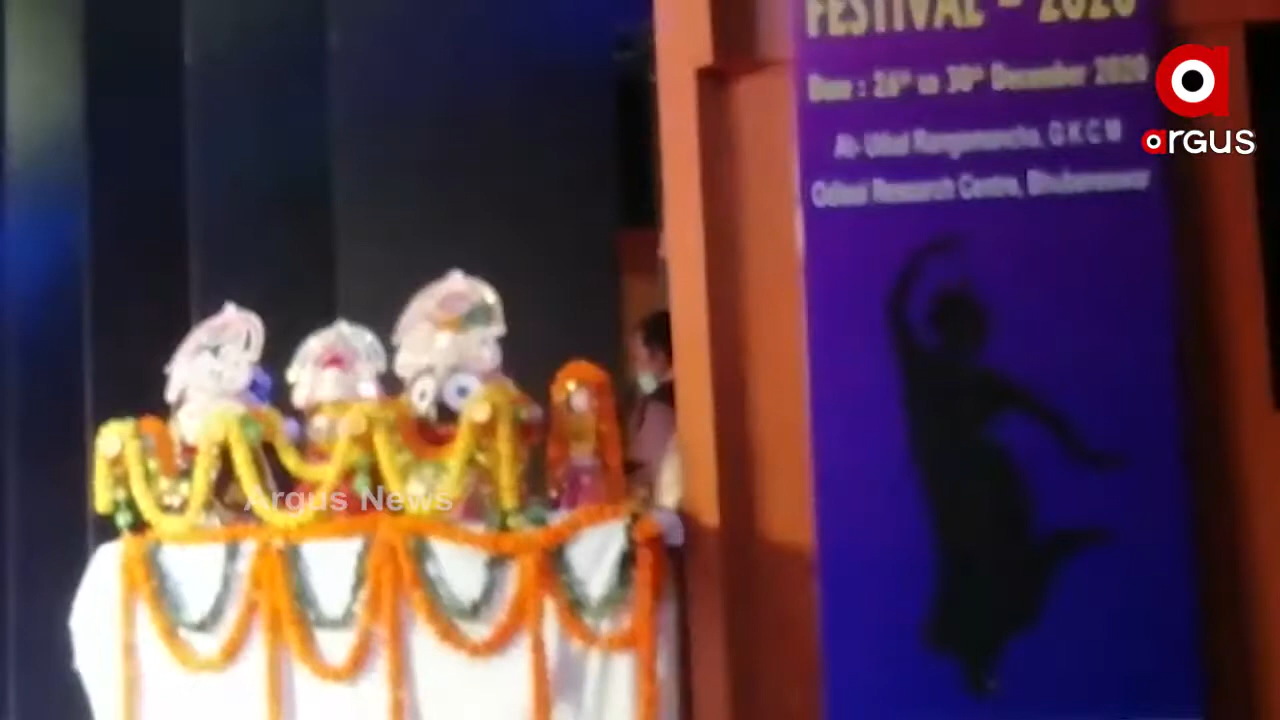 FESTIVAL - 2020
Date : 26th to 30th December 2020
At- Utkal Rangamancha, G K C M
Odissi Research Centre, Bhubaneswar
argus
Argus News